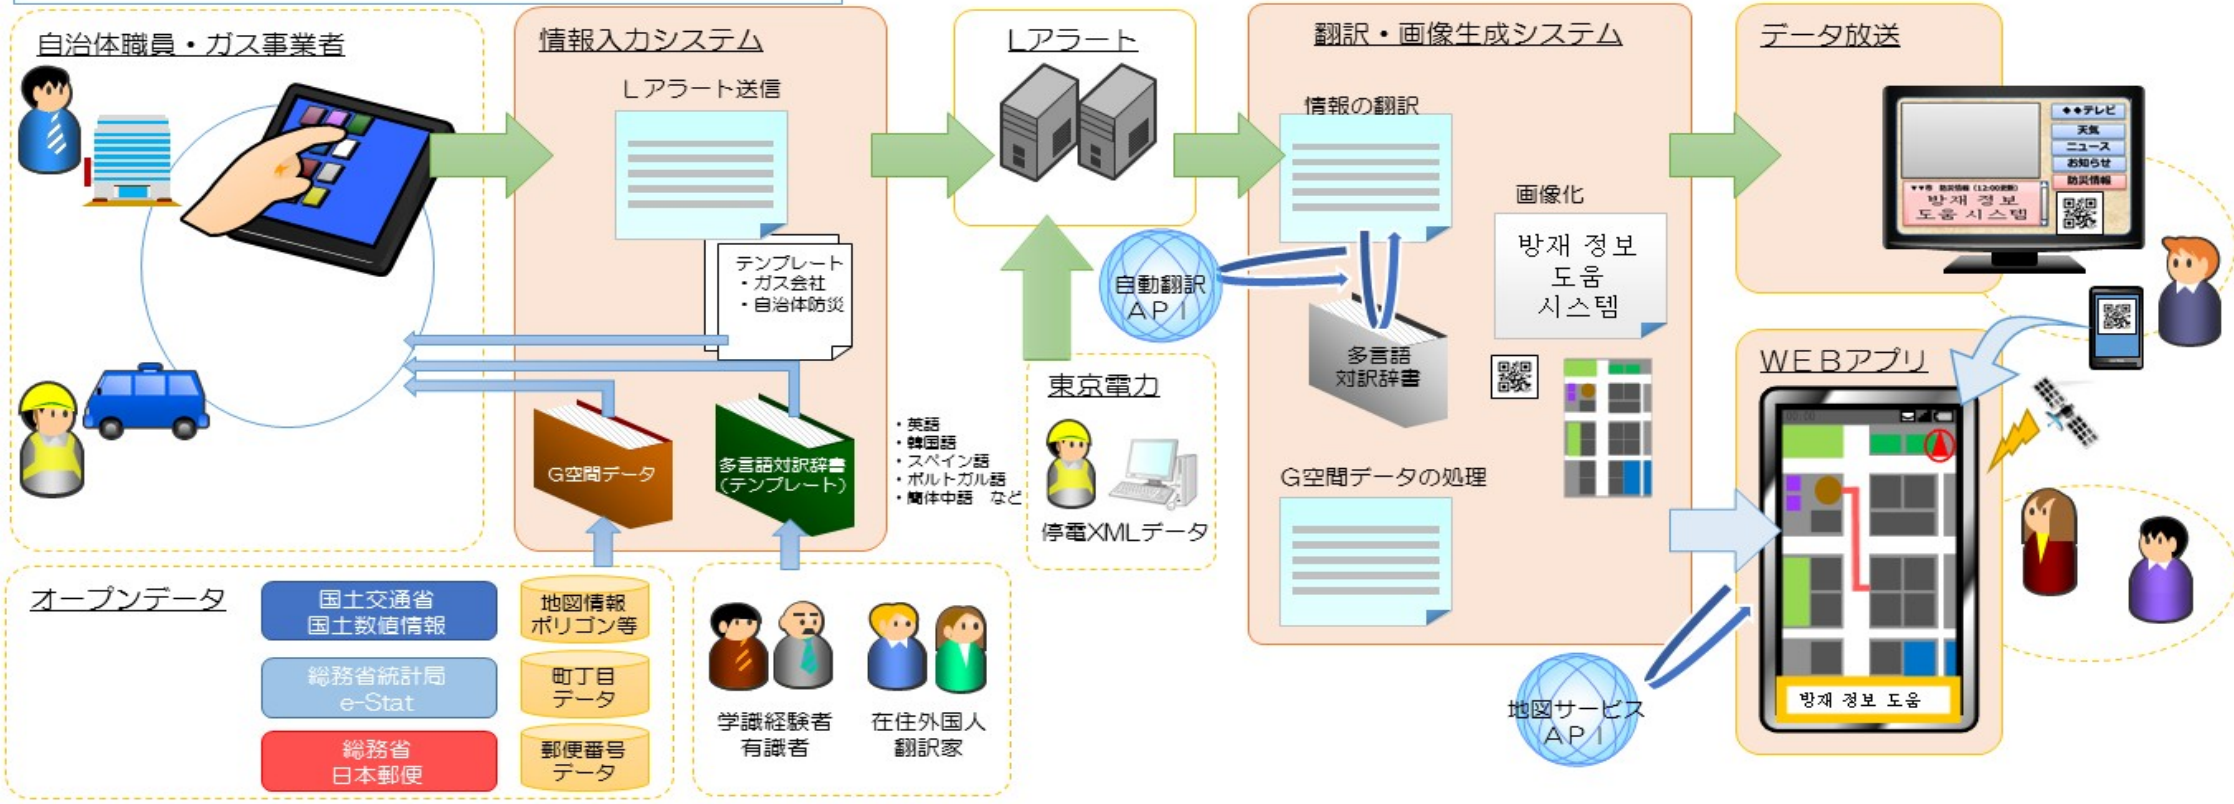 自治体職員・ガス事業者
情報入力システム
Lアラート送信
テンプレート
・ガス会社
・自治体防災
G空間データ
多言語対訳辞書
(テンプレート)
・英語
・韓国語
・スペイン語
・ポルトガル語
・簡体中語　など
Lアラート
東京電力
停電XMLデータ
翻訳・画像生成システム
情報の翻訳
自動翻訳
API
多言語
対訳辞書
画像化
방재 정보
도움
시스템
G空間データの処理
データ放送
◆◆テレビ
天気
ニュース
お知らせ
防災情報
▼▼市 防災情報 (12:00更新)
방재 정보
도움 시스템
WEBアプリ
방재 정보 도움
地図サービス
API
オープンデータ
国土交通省
国土数値情報
地図情報
ポリゴン等
総務省統計局
e-Stat
町丁目
データ
総務省
日本郵便
郵便番号
データ
学識経験者
有識者
在住外国人
翻訳家